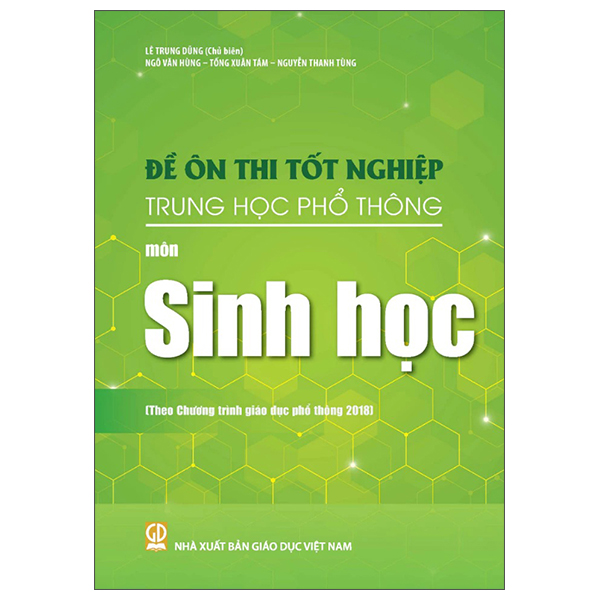 LÊ TRUNG DŨNG (Chủ biên)
NGÔ VĂN HÙNG – TỐNG XUÂN TÁM – NGUYỄN THANH TÙNG
ĐỀ ÔN THI TỐT NGHIỆP
TRUNG HỌC PHỔ THÔNG
môn
Sinh học
(Theo Chương trình giáo dục phổ thông 2018)
GD
NHÀ XUẤT BẢN GIÁO DỤC VIỆT NAM